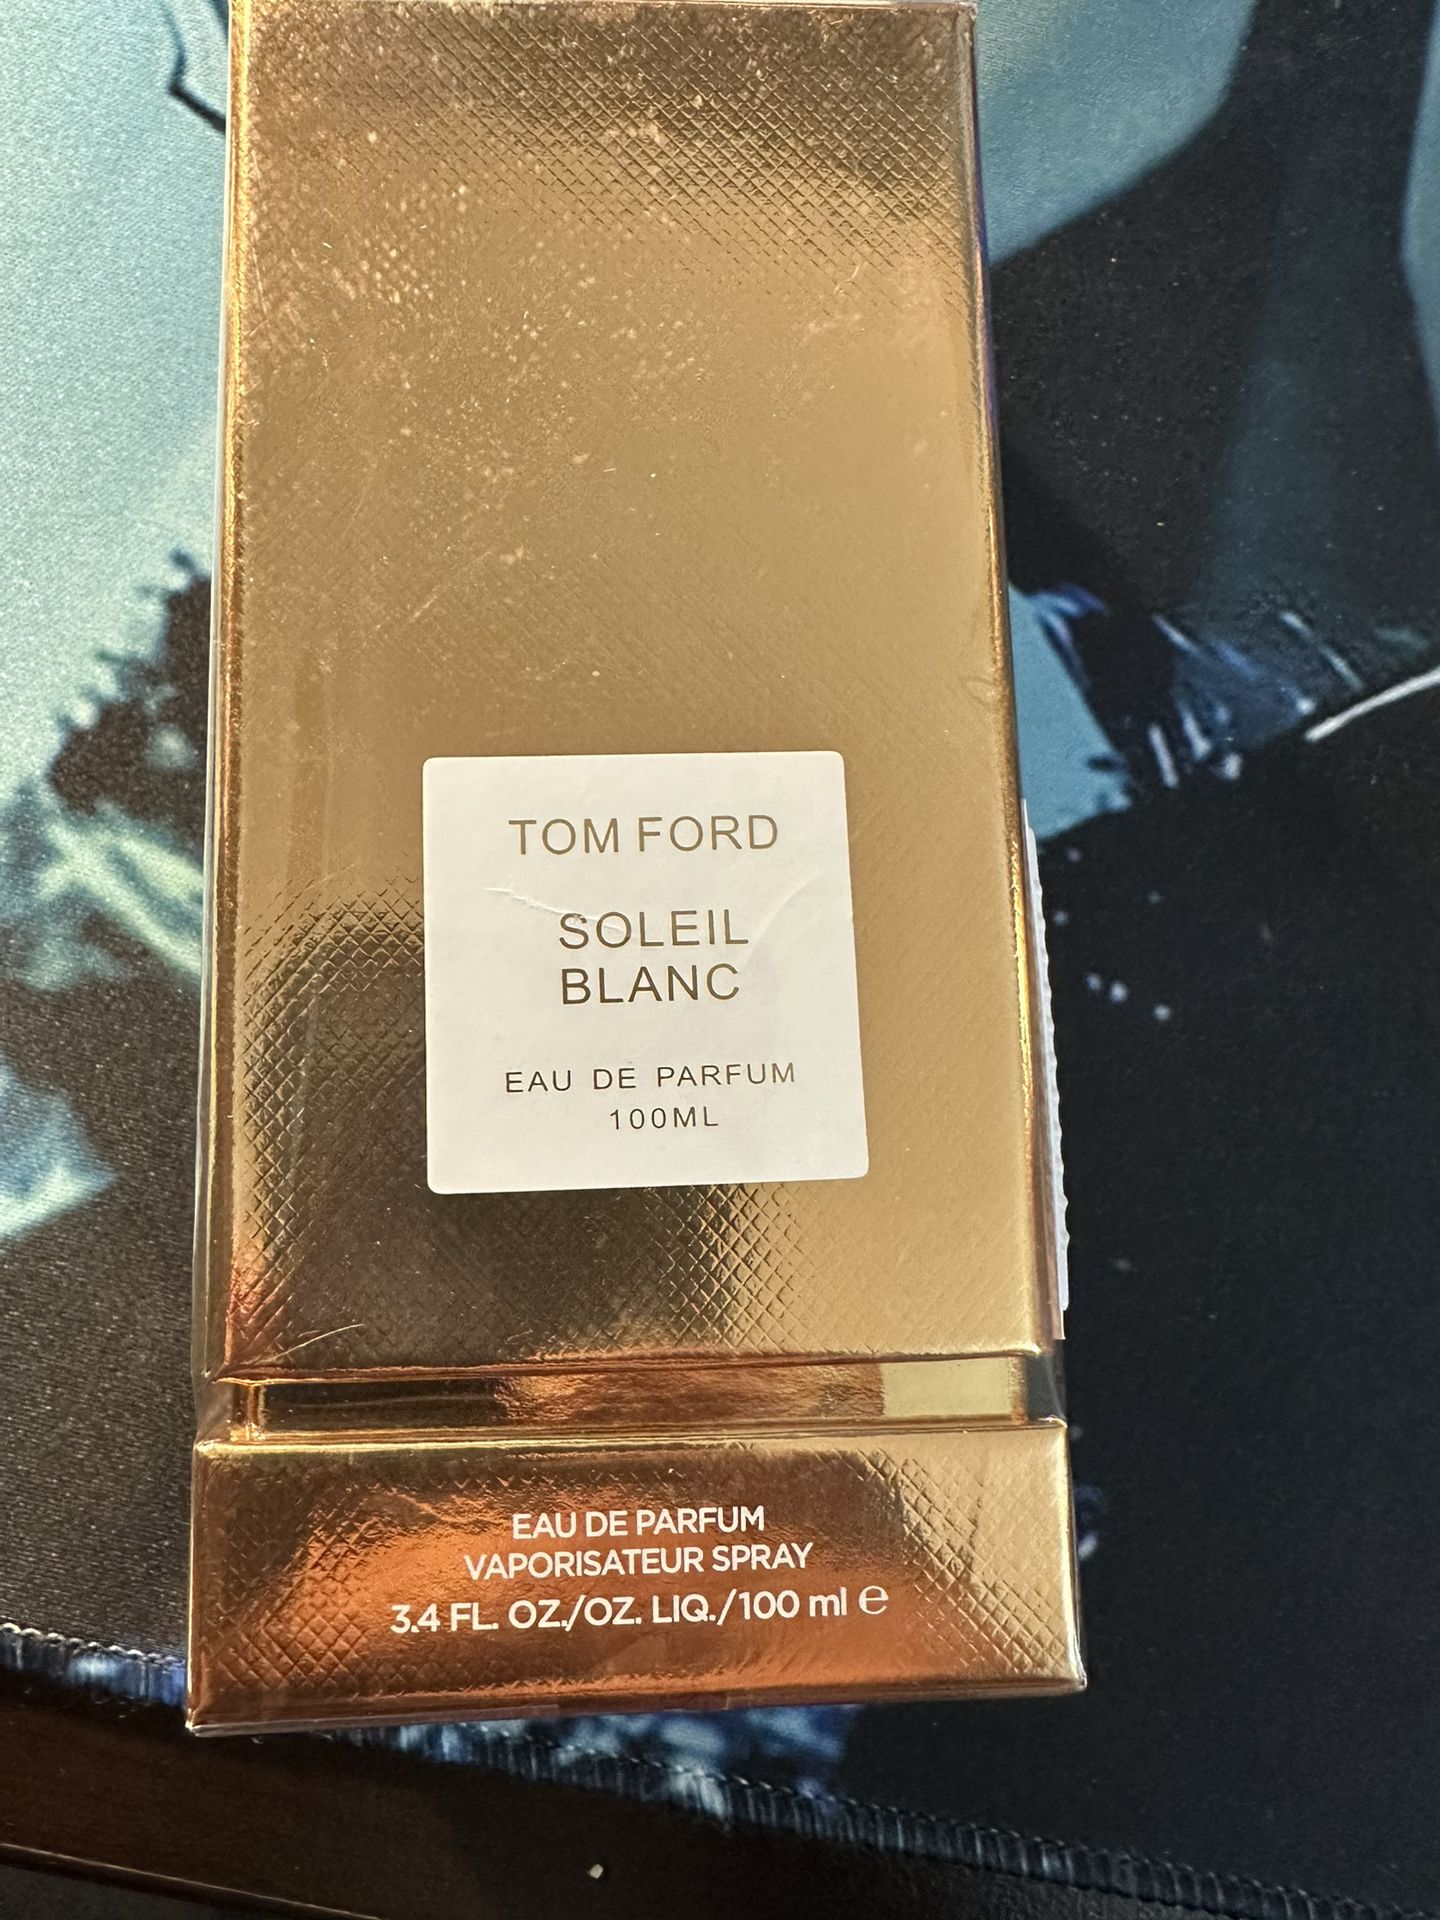 TOM FORD
SOLEIL
BLANC
EAU DE PARFUM
100ML
EAU DE PARFUM
VAPORISATEUR SPRAY
3.4 FL. OZ./OZ. LIQ./100 ml ℮